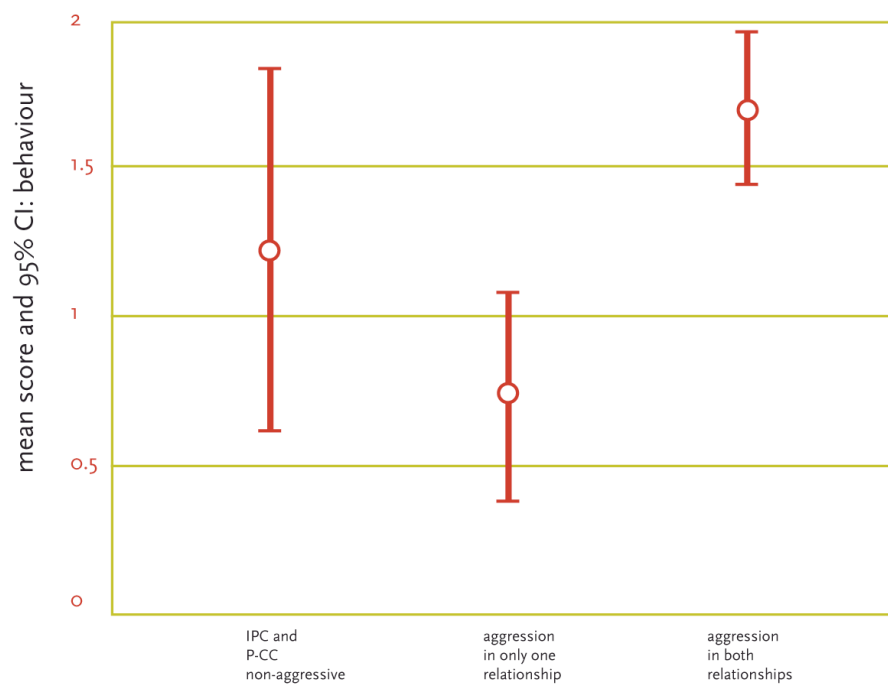 mean score and 95% CI: behaviour
2
1.5
1
0.5
0
IPC and
P-CC
non-aggressive
aggression
in only one
relationship
aggression
in both
relationships